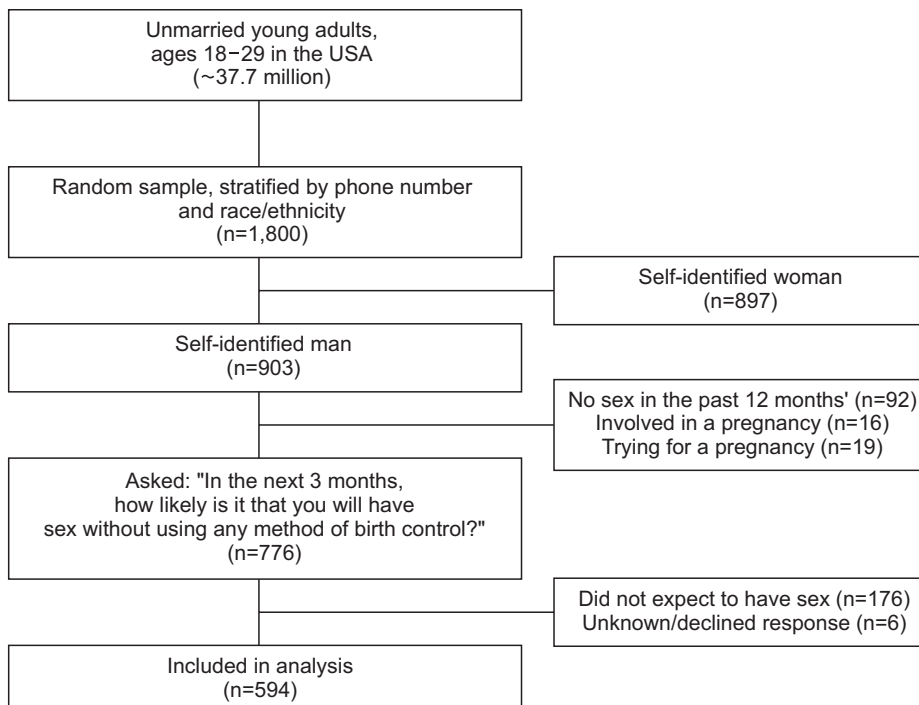 Unmarried young adults,
ages 18−29 in the USA
(~37.7 million)
Random sample, stratified by phone number
and race/ethnicity
(n=1,800)
Self-identified woman
(n=897)
Self-identified man
(n=903)
No sex in the past 12 months' (n=92)
Involved in a pregnancy (n=16)
Trying for a pregnancy (n=19)
Asked: "In the next 3 months,
how likely is it that you will have
sex without using any method of birth control?"
(n=776)
Did not expect to have sex (n=176)
Unknown/declined response (n=6)
Included in analysis
(n=594)